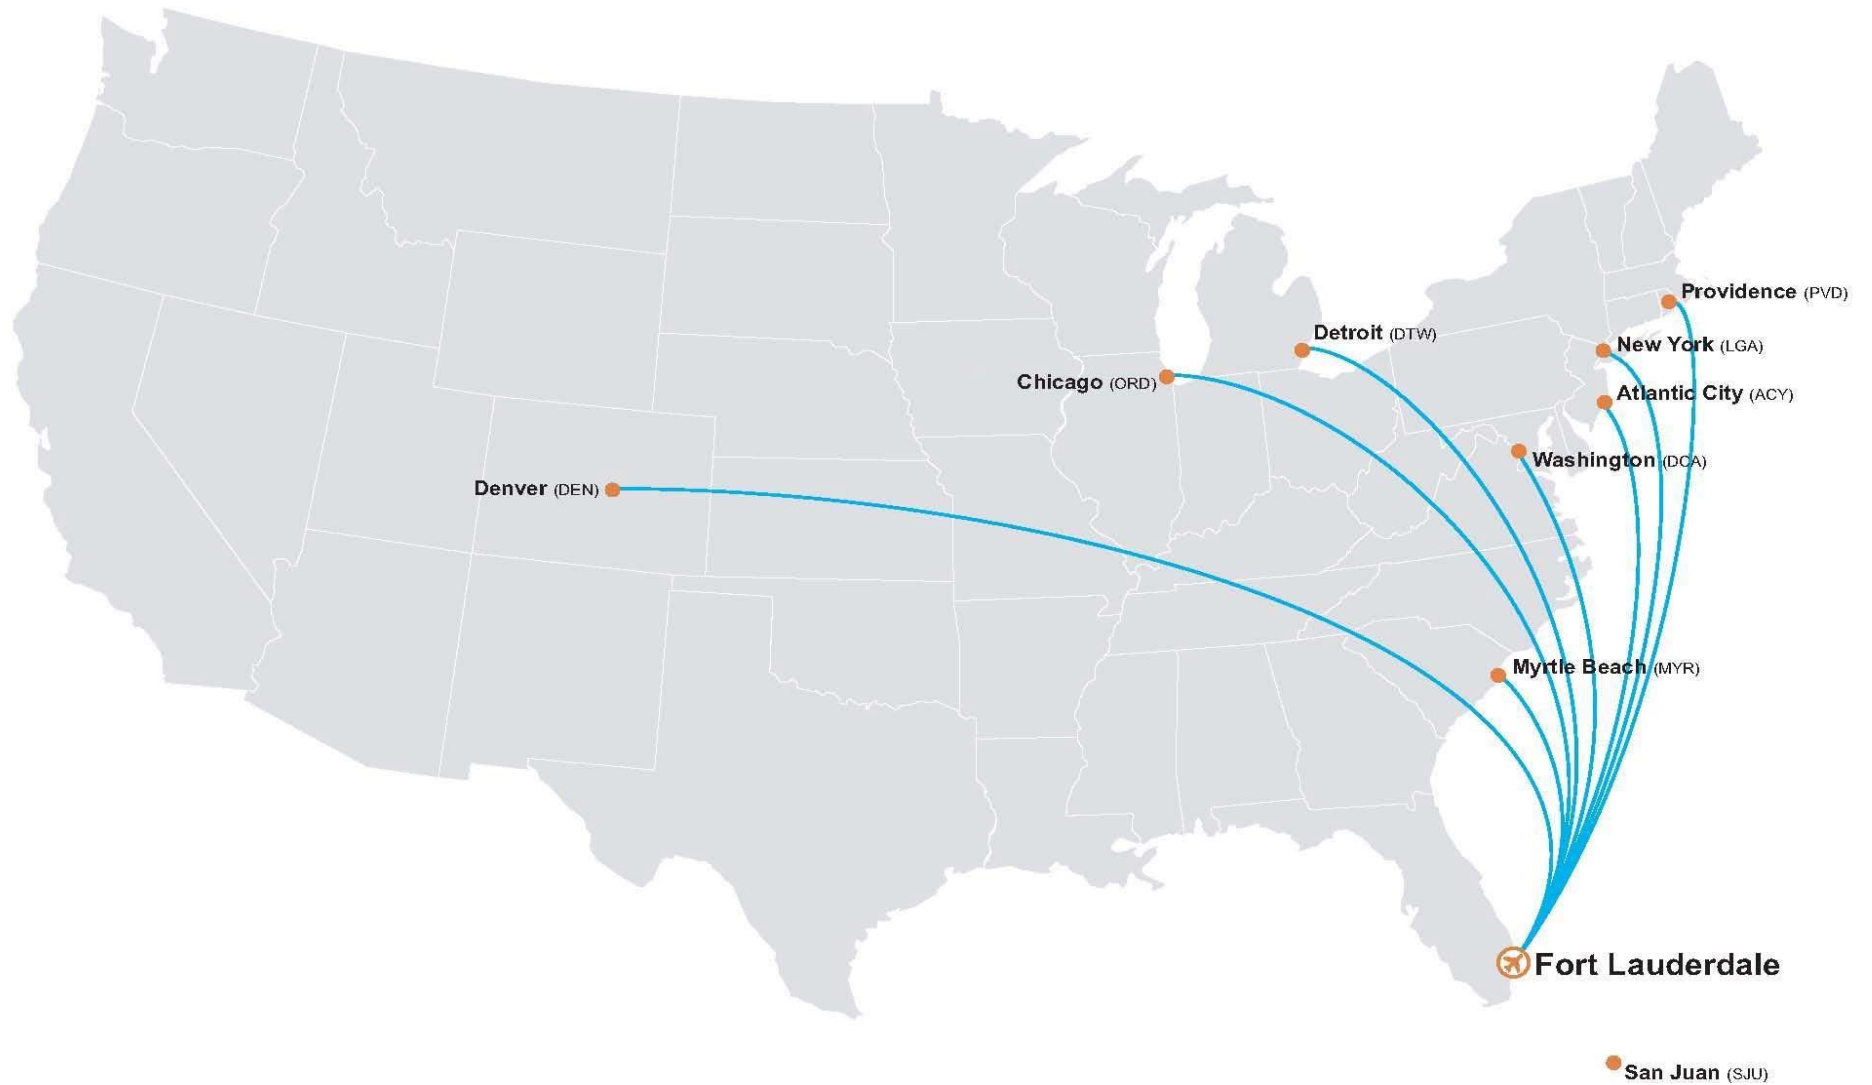 Providence (PVD)
Detroit (DTW)
New York (LGA)
Chicago (ORD)
Atlantic City (ACY)
Washington (DCA)
Denver (DEN)
Myrtle Beach (MYR)
Fort Lauderdale
San Juan (SJU)